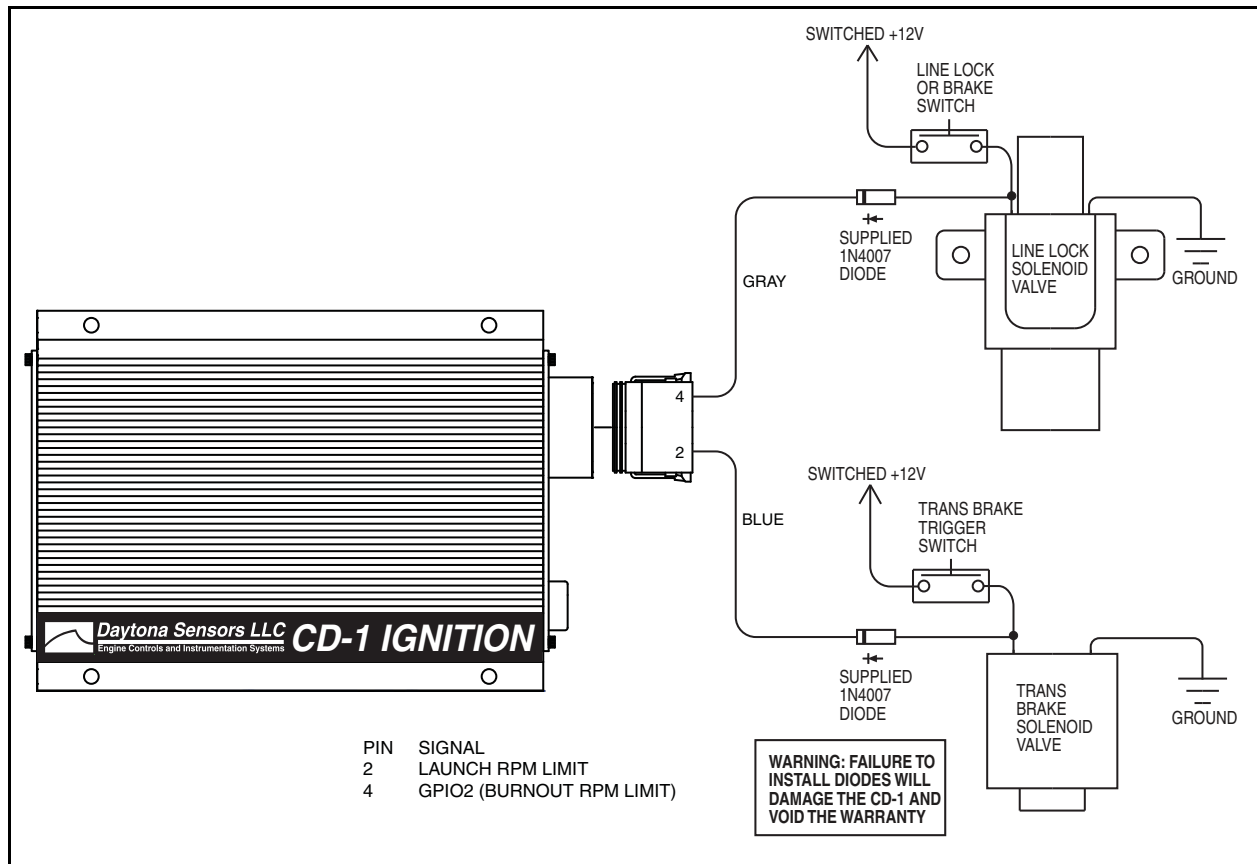 SWITCHED +12V
LINE LOCK
OR BRAKE
SWITCH
SUPPLIED
1N4007
DIODE
LINE LOCK
SOLENOID
VALVE
GROUND
GRAY
4
2
BLUE
SWITCHED +12V
TRANS BRAKE
TRIGGER
SWITCH
SUPPLIED
1N4007
DIODE
TRANS
BRAKE
SOLENOID
VALVE
GROUND
Daytona Sensors LLC
Engine Controls and Instrumentation Systems
CD-1 IGNITION
PIN SIGNAL
2 LAUNCH RPM LIMIT
4 GPIO2 (BURNOUT RPM LIMIT)
WARNING: FAILURE TO
INSTALL DIODES WILL
DAMAGE THE CD-1 AND
VOID THE WARRANTY